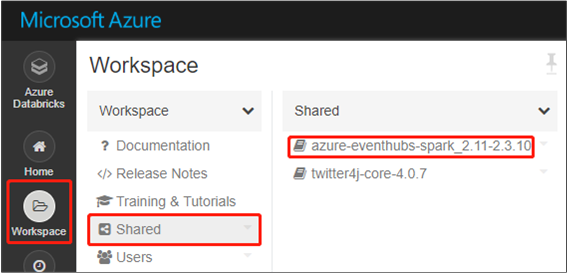 Microsoft Azure
Azure
Databricks
Home
Workspace
Workspace
Workspace
? Documentation
</> Release Notes
Training & Tutorials
Shared
Users
Shared
azure-eventhubs-spark_2.11-2.3.10
twitter4j-core-4.0.7